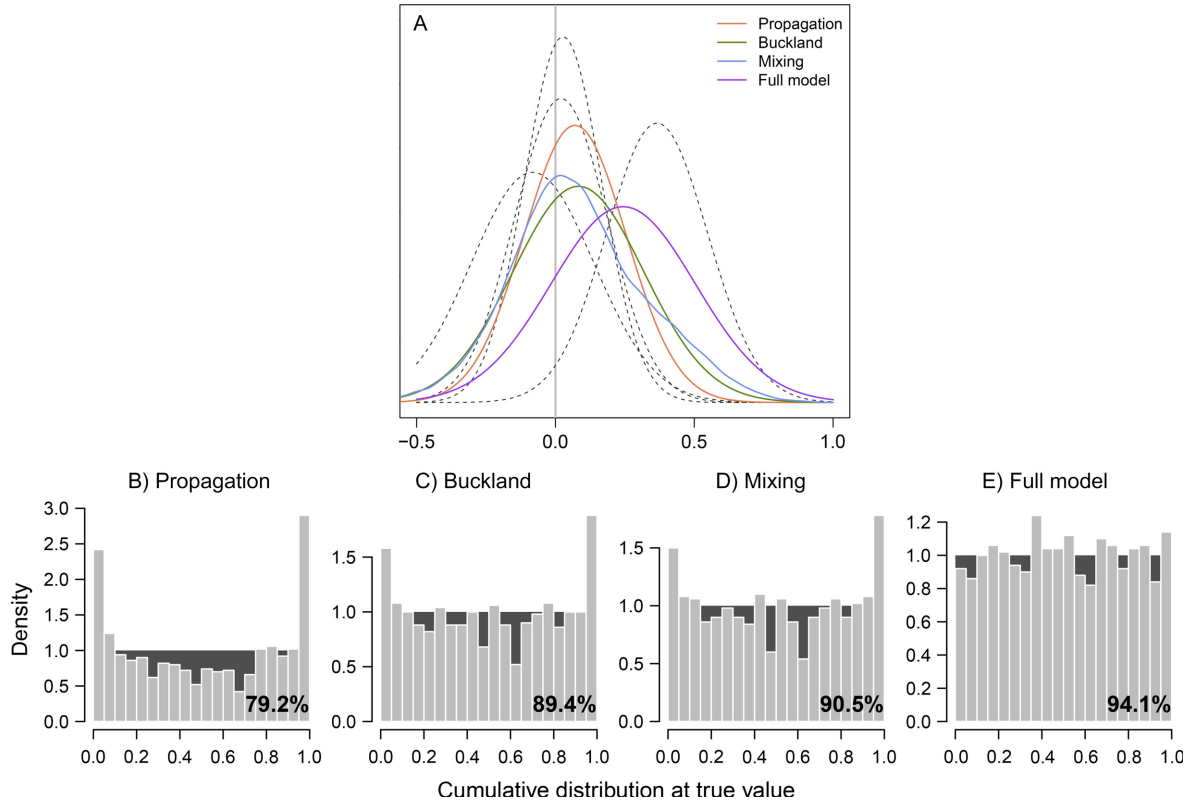 A
Propagation
Buckland
Mixing
Full model
−0.5 0.0 0.5 1.0
B) Propagation
C) Buckland
D) Mixing
E) Full model
Density
3.0
2.5
2.0
1.5
1.0
0.5
0.0
79.2%
0.0 0.2 0.4 0.6 0.8 1.0
1.5
1.0
0.5
0.0
89.4%
0.0 0.2 0.4 0.6 0.8 1.0
1.5
1.0
0.5
0.0
90.5%
0.0 0.2 0.4 0.6 0.8 1.0
1.2
1.0
0.8
0.6
0.4
0.2
0.0
94.1%
0.0 0.2 0.4 0.6 0.8 1.0
Cumulative distribution at true value